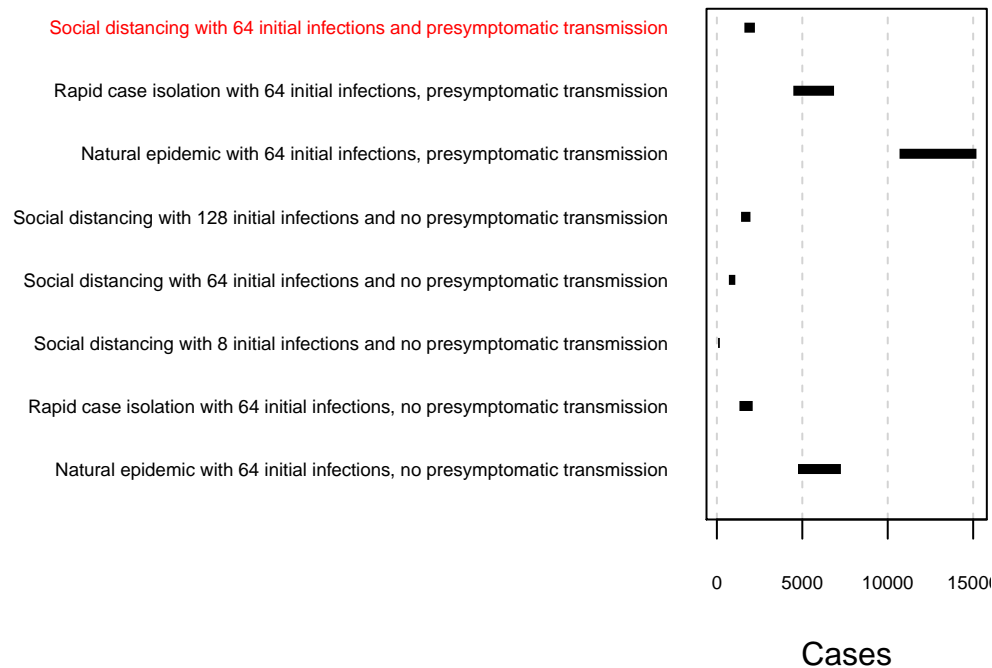 Social distancing with 64 initial infections and presymptomatic transmission
Rapid case isolation with 64 initial infections, presymptomatic transmission
Natural epidemic with 64 initial infections, presymptomatic transmission
Social distancing with 128 initial infections and no presymptomatic transmission
Social distancing with 64 initial infections and no presymptomatic transmission
Social distancing with 8 initial infections and no presymptomatic transmission
Rapid case isolation with 64 initial infections, no presymptomatic transmission
Natural epidemic with 64 initial infections, no presymptomatic transmission
0 5000 10000 15000
Cases